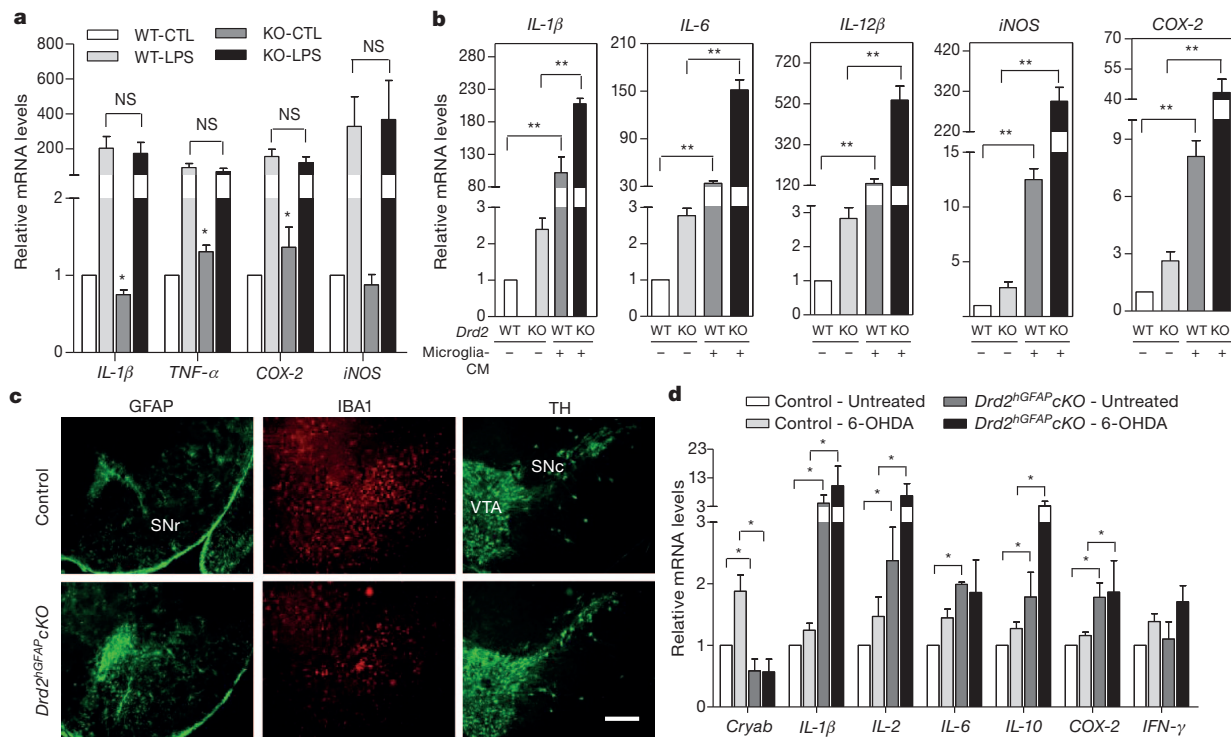 a
WT-CTL KO-CTL
WT-LPS KO-LPS
Relative mRNA levels
800
600
400
200
2
1
0
NS NS NS NS
* * *
IL-1β TNF-α COX-2 iNOS
b
IL-1β IL-6 IL-12β iNOS COX-2
Relative mRNA levels
280
230
180
130
80
3
2
1
0
** **
210
150
90
30
3
2
1
0
** **
720
520
320
120
3
2
1
0
** **
420
320
220
15
10
5
** **
70
60
50
40
30
9
6
3
0
** **
Drd2 WT KO WT KO WT KO WT KO WT KO WT KO WT KO WT KO WT KO WT KO
Microglia-CM – – + + – – + + – – + + – – + + – – + +
c
GFAP IBA1 TH
Control
SNr
SNc
VTA
Drd2hGFAPcKO
d
Control - Untreated Drd2hGFAPcKO - Untreated
Control - 6-OHDA Drd2hGFAPcKO - 6-OHDA
Relative mRNA levels
23
13
3
3
2
1
0
* * * * * * * * * * *
Cryab IL-1β IL-2 IL-6 IL-10 COX-2 IFN-γ